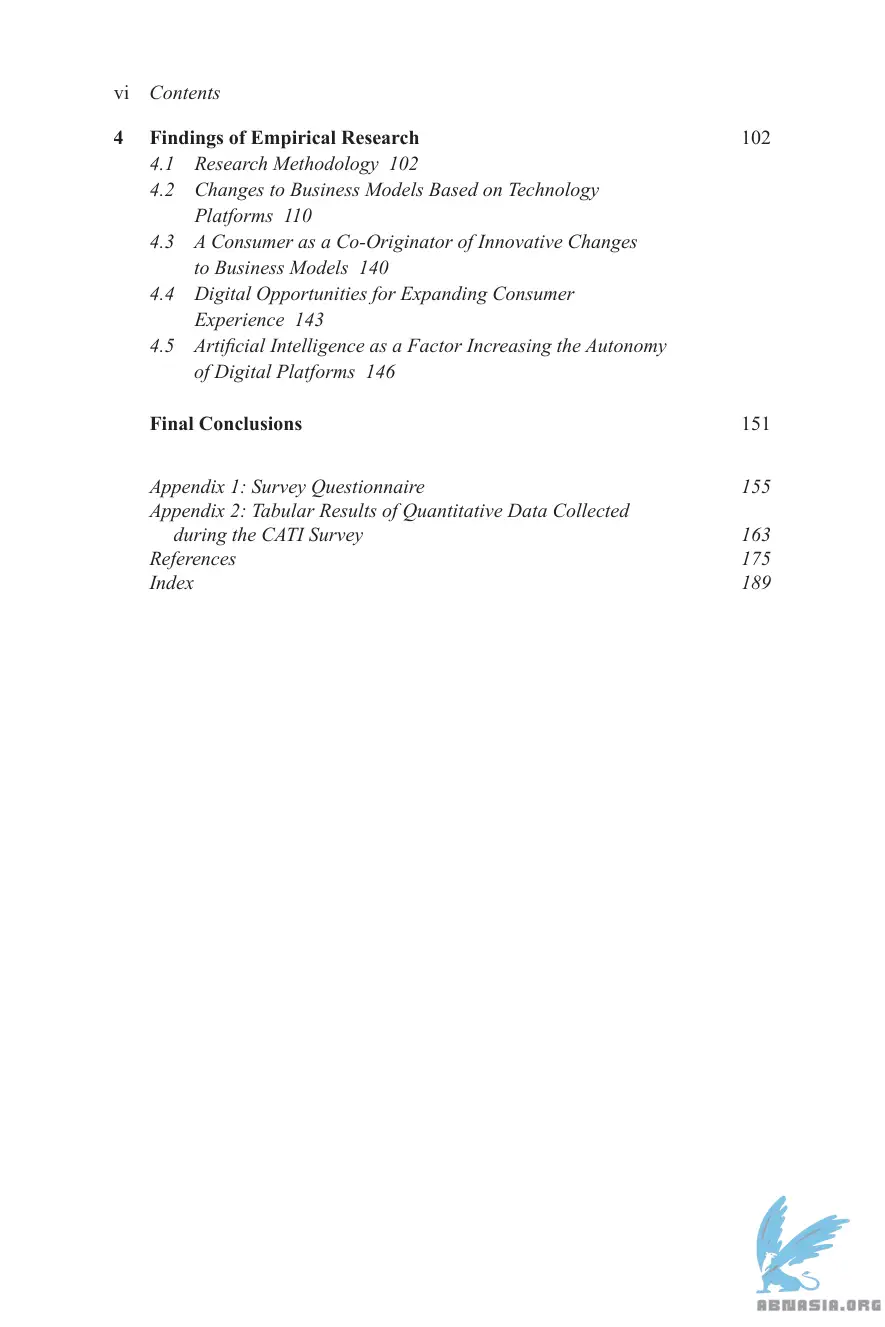 vi Contents
4 Findings of Empirical Research 102
4.1 Research Methodology 102
4.2 Changes to Business Models Based on Technology
Platforms 110
4.3 A Consumer as a Co-Originator of Innovative Changes
to Business Models 140
4.4 Digital Opportunities for Expanding Consumer
Experience 143
4.5 Artificial Intelligence as a Factor Increasing the Autonomy
of Digital Platforms 146
Final Conclusions 151
Appendix 1: Survey Questionnaire 155
Appendix 2: Tabular Results of Quantitative Data Collected
during the CATI Survey 163
References 175
Index 189
ABNASIA.ORG